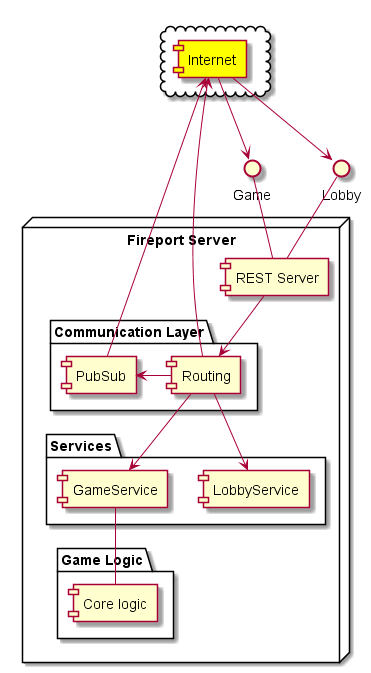 Internet
Game
Lobby
Fireport Server
REST Server
Communication Layer
PubSub
Routing
Services
GameService
LobbyService
Game Logic
Core logic